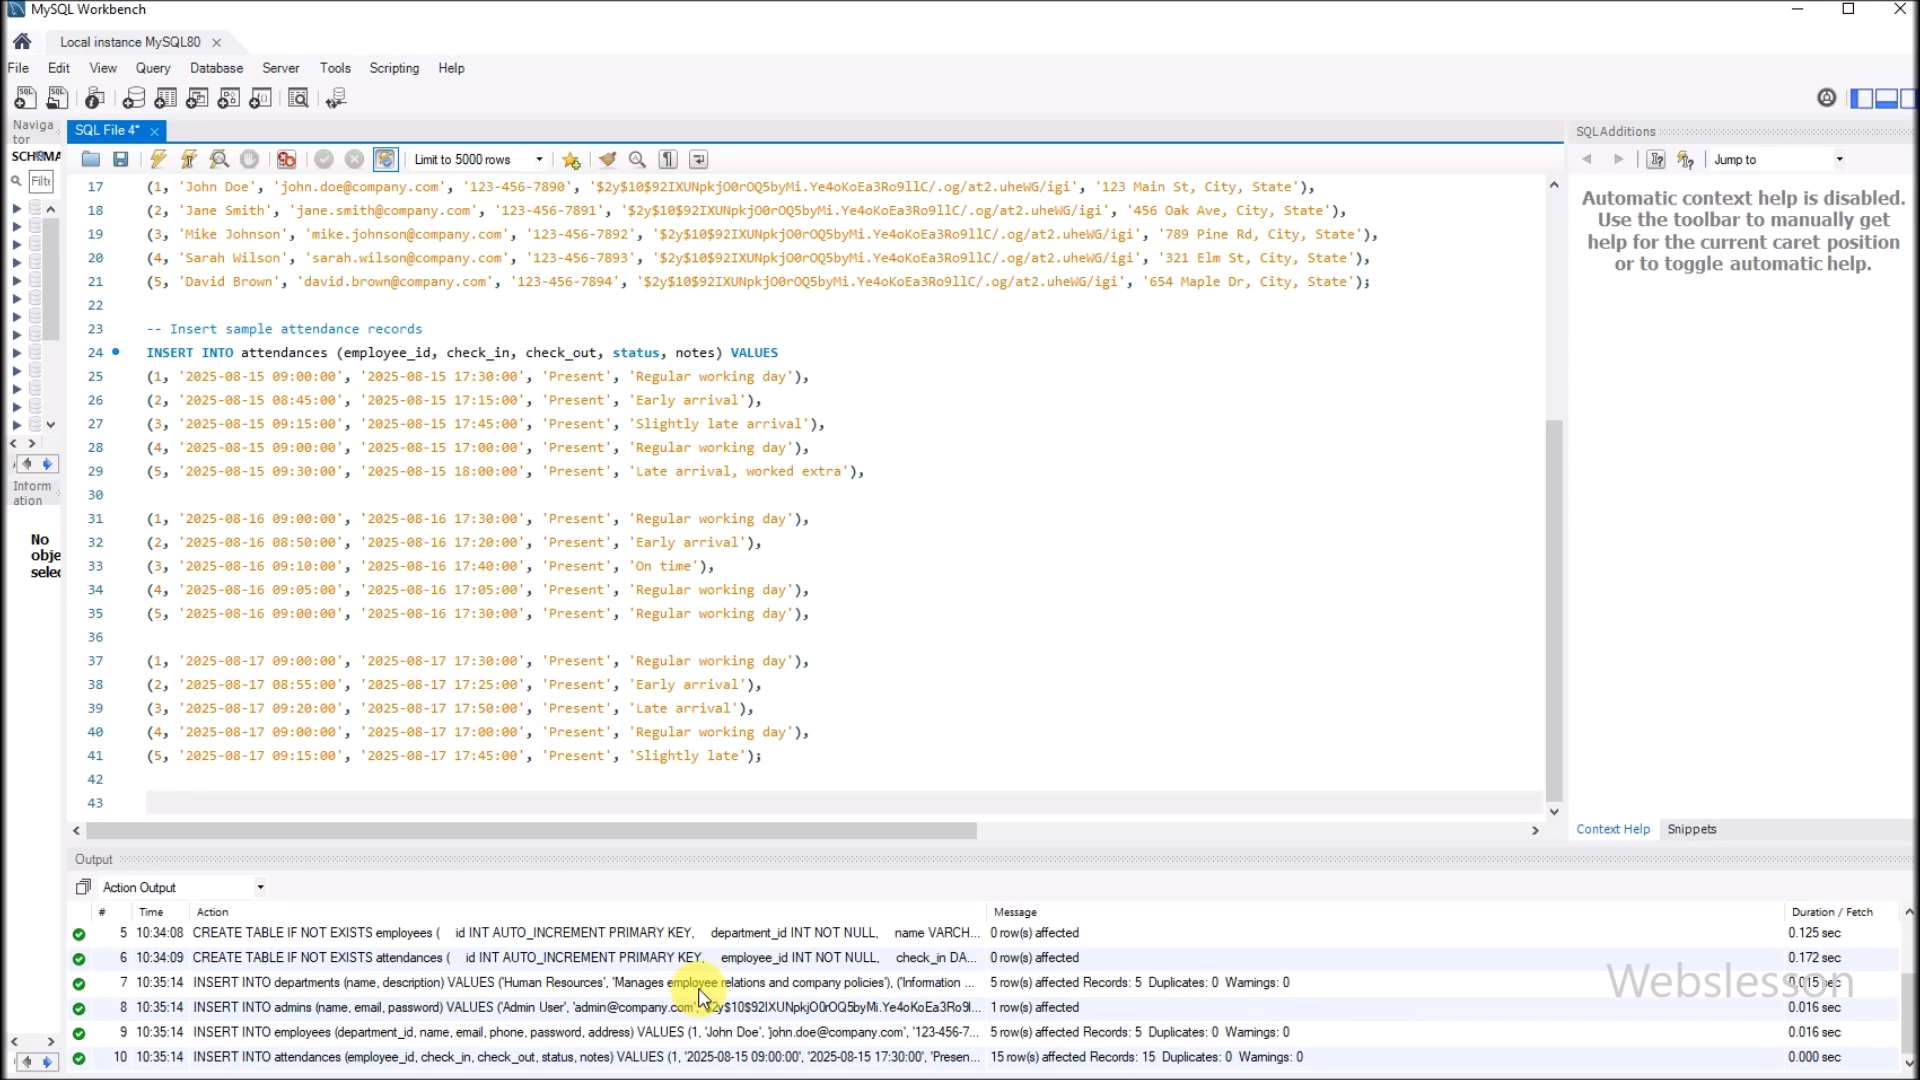 MySQL Workbench
Local instance MySQL80
File Edit View Query Database Server Tools Scripting Help
Naviga
tor
SQL File 4*
SQLAdditions
Limit to 5000 rows
Jump to
17 (1, 'John Doe', 'john.doe@company.com', '123-456-7890', '$2y$10$92IXUNpkjO0rOQ5byMi.Ye4oKoEa3Ro9llC/.og/at2.uheWG/igi', '123 Main St, City, State'),
18 (2, 'Jane Smith', 'jane.smith@company.com', '123-456-7891', '$2y$10$92IXUNpkjO0rOQ5byMi.Ye4oKoEa3Ro9llC/.og/at2.uheWG/igi', '456 Oak Ave, City, State'),
19 (3, 'Mike Johnson', 'mike.johnson@company.com', '123-456-7892', '$2y$10$92IXUNpkjO0rOQ5byMi.Ye4oKoEa3Ro9llC/.og/at2.uheWG/igi', '789 Pine Rd, City, State'),
20 (4, 'Sarah Wilson', 'sarah.wilson@company.com', '123-456-7893', '$2y$10$92IXUNpkjO0rOQ5byMi.Ye4oKoEa3Ro9llC/.og/at2.uheWG/igi', '321 Elm St, City, State'),
21 (5, 'David Brown', 'david.brown@company.com', '123-456-7894', '$2y$10$92IXUNpkjO0rOQ5byMi.Ye4oKoEa3Ro9llC/.og/at2.uheWG/igi', '654 Maple Dr, City, State');
22
23 -- Insert sample attendance records
24 INSERT INTO attendances (employee_id, check_in, check_out, status, notes) VALUES
25 (1, '2025-08-15 09:00:00', '2025-08-15 17:30:00', 'Present', 'Regular working day'),
26 (2, '2025-08-15 08:45:00', '2025-08-15 17:15:00', 'Present', 'Early arrival'),
27 (3, '2025-08-15 09:15:00', '2025-08-15 17:45:00', 'Present', 'Slightly late arrival'),
28 (4, '2025-08-15 09:00:00', '2025-08-15 17:00:00', 'Present', 'Regular working day'),
29 (5, '2025-08-15 09:30:00', '2025-08-15 18:00:00', 'Present', 'Late arrival, worked extra'),
30
31 (1, '2025-08-16 09:00:00', '2025-08-16 17:30:00', 'Present', 'Regular working day'),
32 (2, '2025-08-16 08:50:00', '2025-08-16 17:20:00', 'Present', 'Early arrival'),
33 (3, '2025-08-16 09:10:00', '2025-08-16 17:40:00', 'Present', 'On time'),
34 (4, '2025-08-16 09:05:00', '2025-08-16 17:05:00', 'Present', 'Regular working day'),
35 (5, '2025-08-16 09:00:00', '2025-08-16 17:30:00', 'Present', 'Regular working day'),
36
37 (1, '2025-08-17 09:00:00', '2025-08-17 17:30:00', 'Present', 'Regular working day'),
38 (2, '2025-08-17 08:55:00', '2025-08-17 17:25:00', 'Present', 'Early arrival'),
39 (3, '2025-08-17 09:20:00', '2025-08-17 17:50:00', 'Present', 'Late arrival'),
40 (4, '2025-08-17 09:00:00', '2025-08-17 17:00:00', 'Present', 'Regular working day'),
41 (5, '2025-08-17 09:15:00', '2025-08-17 17:45:00', 'Present', 'Slightly late');
42
43
Inform
ation
No
obje
selec
Automatic context help is disabled.
Use the toolbar to manually get
help for the current caret position
or to toggle automatic help.
Context Help Snippets
Output
Action Output
# Time Action Message Duration / Fetch
5 10:34:08 CREATE TABLE IF NOT EXISTS employees ( id INT AUTO_INCREMENT PRIMARY KEY, department_id INT NOT NULL, name VARCH... 0 row(s) affected 0.125 sec
6 10:34:09 CREATE TABLE IF NOT EXISTS attendances ( id INT AUTO_INCREMENT PRIMARY KEY, employee_id INT NOT NULL, check_in DA... 0 row(s) affected 0.172 sec
7 10:35:14 INSERT INTO departments (name, description) VALUES ('Human Resources', 'Manages employee relations and company policies'), ('Information ... 5 row(s) affected Records: 5 Duplicates: 0 Warnings: 0 0.015 sec
8 10:35:14 INSERT INTO admins (name, email, password) VALUES ('Admin User', 'admin@company.com', '$2y$10$92IXUNpkjO0rOQ5byMi.Ye4oKoEa3Ro9l... 1 row(s) affected 0.016 sec
9 10:35:14 INSERT INTO employees (department_id, name, email, phone, password, address) VALUES (1, 'John Doe', 'john.doe@company.com', '123-456-7... 5 row(s) affected Records: 5 Duplicates: 0 Warnings: 0 0.016 sec
10 10:35:14 INSERT INTO attendances (employee_id, check_in, check_out, status, notes) VALUES (1, '2025-08-15 09:00:00', '2025-08-15 17:30:00', 'Presen... 15 row(s) affected Records: 15 Duplicates: 0 Warnings: 0 0.000 sec
Webslesson